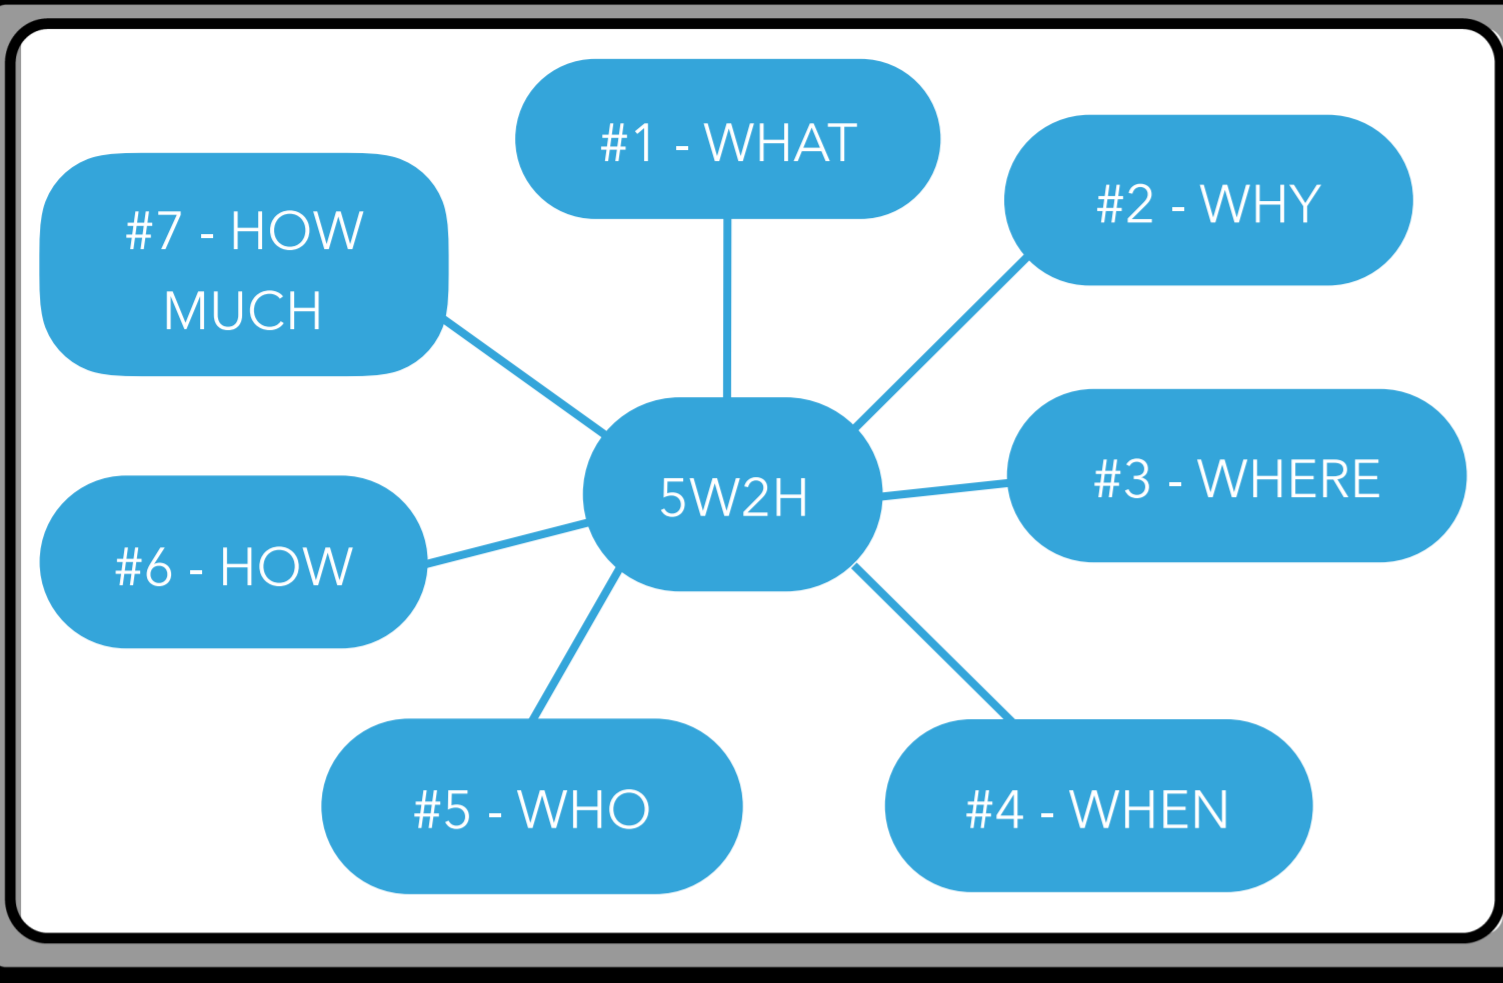 #1 - WHAT
#2 - WHY
#3 - WHERE
#4 - WHEN
#5 - WHO
#6 - HOW
#7 - HOW
MUCH
5W2H